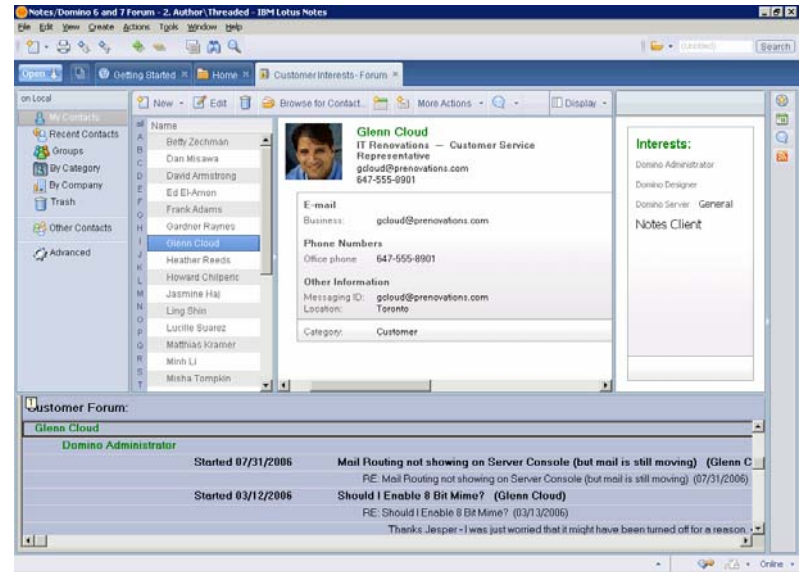 Notes/Domino 6 and 7 Forum - 2. Author\Threaded - IBM Lotus Notes
File Edit View Create Actions Tools Window Help
(Untitled) Search
Open Getting Started Home Customer Interests - Forum
on Local
My Contacts
Recent Contacts
Groups
By Category
By Company
Trash
Other Contacts
Advanced
New Edit Browse for Contact.. More Actions Display
all
A
B
C
D
E
F
G
H
I
J
K
L
M
N
O
P
Q
R
S
T
Name
Betty Zechman
Dan Misawa
David Armstrong
Ed El-Amon
Frank Adams
Gardner Raynes
Glenn Cloud
Heather Reeds
Howard Chilperic
Jasmine Haj
Ling Shin
Lucille Suarez
Matthias Kramer
Minh Li
Misha Tompkin
Glenn Cloud
IT Renovations — Customer Service
Representative
gcloud@prenovations.com
647-555-8901
E-mail
Business: gcloud@prenovations.com
Phone Numbers
Office phone 647-555-8901
Other Information
Messaging ID: gcloud@prenovations.com
Location: Toronto
Category: Customer
Interests:
Domino Administrator
Domino Designer
Domino Server General
Notes Client
Customer Forum:
Glenn Cloud
Domino Administrator
Started 07/31/2006 Mail Routing not showing on Server Console (but mail is still moving) (Glenn C
RE: Mail Routing not showing on Server Console (but mail is still moving) (07/31/2006)
Started 03/12/2006 Should I Enable 8 Bit Mime? (Glenn Cloud)
RE: Should I Enable 8 Bit Mime? (03/13/2006)
Thanks Jesper - I was just worried that it might have been turned off for a reason.
Online